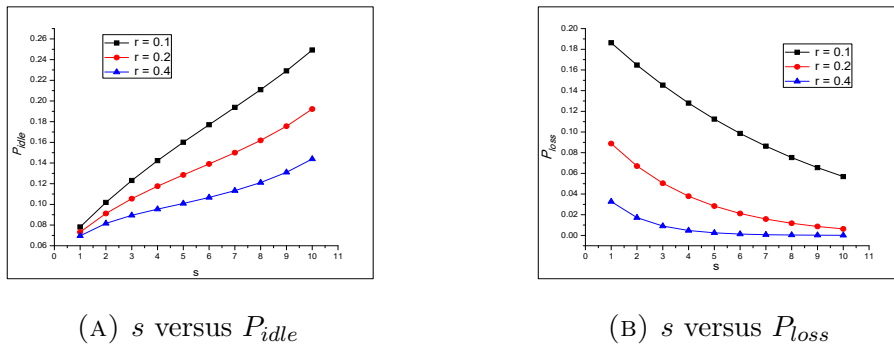 r = 0.1
r = 0.2
r = 0.4
0.26
0.24
0.22
0.20
0.18
0.16
0.14
0.12
0.10
0.08
0.06
P_idle
0 1 2 3 4 5 6 7 8 9 10 11
s
(A) s versus P_idle
r = 0.1
r = 0.2
r = 0.4
0.20
0.18
0.16
0.14
0.12
0.10
0.08
0.06
0.04
0.02
0.00
P_loss
0 1 2 3 4 5 6 7 8 9 10 11
s
(B) s versus P_loss